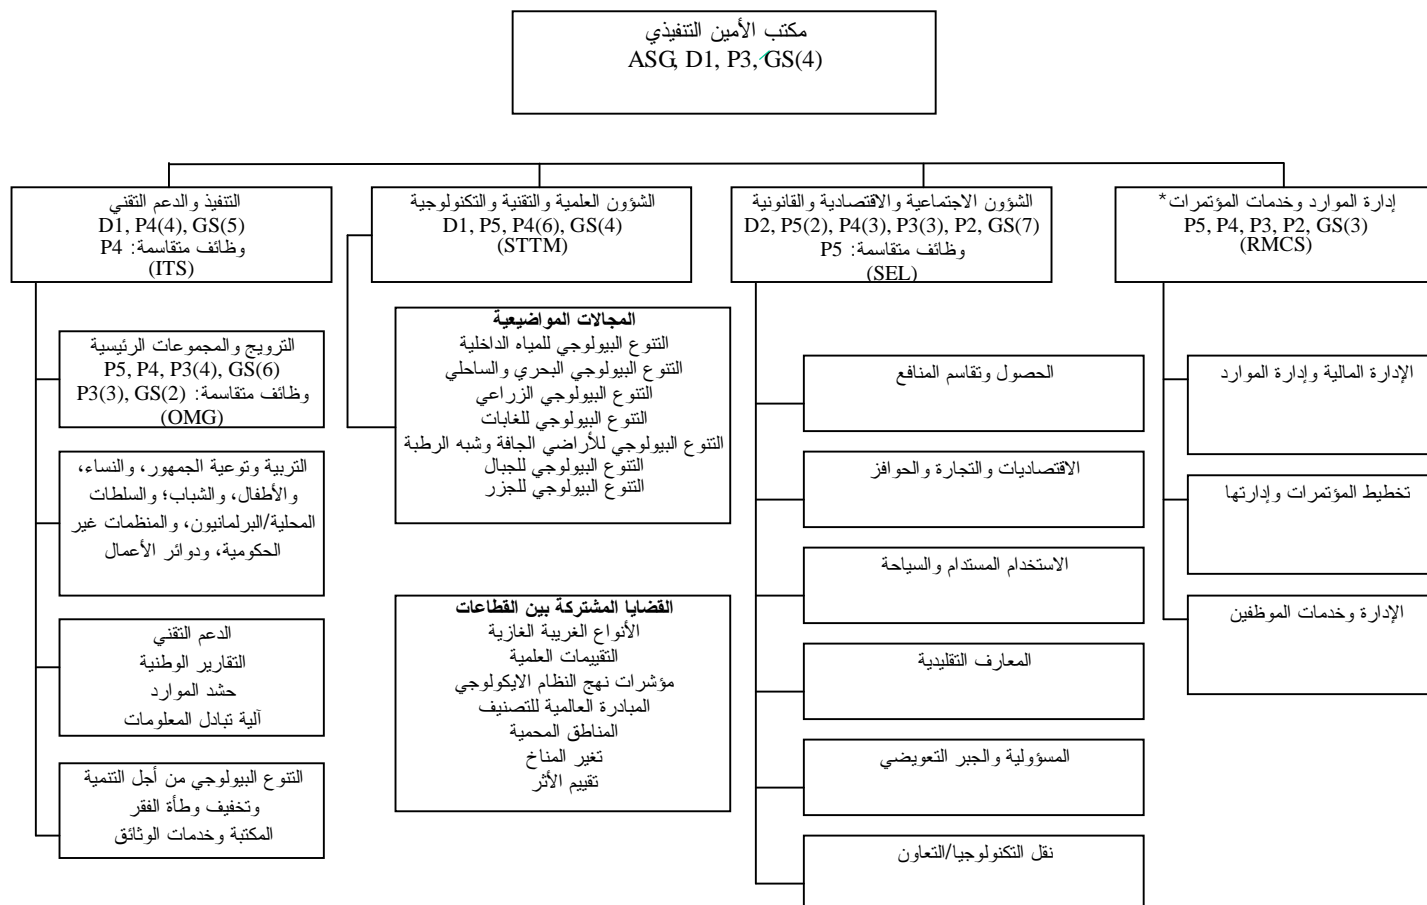 مكتب الأمين التنفيذي
ASG, D1, P3, GS(4)
إدارة الموارد وخدمات المؤتمرات*
P5, P4, P3, P2, GS(3)
(RMCS)
الإدارة المالية وإدارة الموارد
تخطيط المؤتمرات وإدارتها
الإدارة وخدمات الموظفين
الشؤون الاجتماعية والاقتصادية والقانونية
D2, P5(2), P4(3), P3(3), P2, GS(7)
وظائف متقاسمة: P5
(SEL)
الحصول وتقاسم المنافع
الاقتصاديات والتجارة والحوافز
الاستخدام المستدام والسياحة
المعارف التقليدية
المسؤولية والجبر التعويضي
نقل التكنولوجيا/التعاون
الشؤون العلمية والتقنية والتكنولوجية
D1, P5, P4(6), GS(4)
(STTM)
المجالات المواضيعية
التنوع البيولوجي للمياه الداخلية
التنوع البيولوجي البحري والساحلي
التنوع البيولوجي الزراعي
التنوع البيولوجي للغابات
التنوع البيولوجي للأراضي الجافة وشبه الرطبة
التنوع البيولوجي للجبال
التنوع البيولوجي للجزر
القضايا المشتركة بين القطاعات
الأنواع الغريبة الغازية
التقييمات العلمية
مؤشرات نهج النظام الايكولوجي
المبادرة العالمية للتصنيف
المناطق المحمية
تغير المناخ
تقييم الأثر
التنفيذ والدعم التقني
D1, P4(4), GS(5)
وظائف متقاسمة: P4
(ITS)
الترويج والمجموعات الرئيسية
P5, P4, P3(4), GS(6)
وظائف متقاسمة: P3(3), GS(2)
(OMG)
التربية وتوعية الجمهور، والنساء،
والأطفال، والشباب؛ والسلطات
المحلية/البرلمانيون، والمنظمات غير
الحكومية، ودوائر الأعمال
الدعم التقني
التقارير الوطنية
حشد الموارد
آلية تبادل المعلومات
التنوع البيولوجي من أجل التنمية
وتخفيف وطأة الفقر
المكتبة وخدمات الوثائق